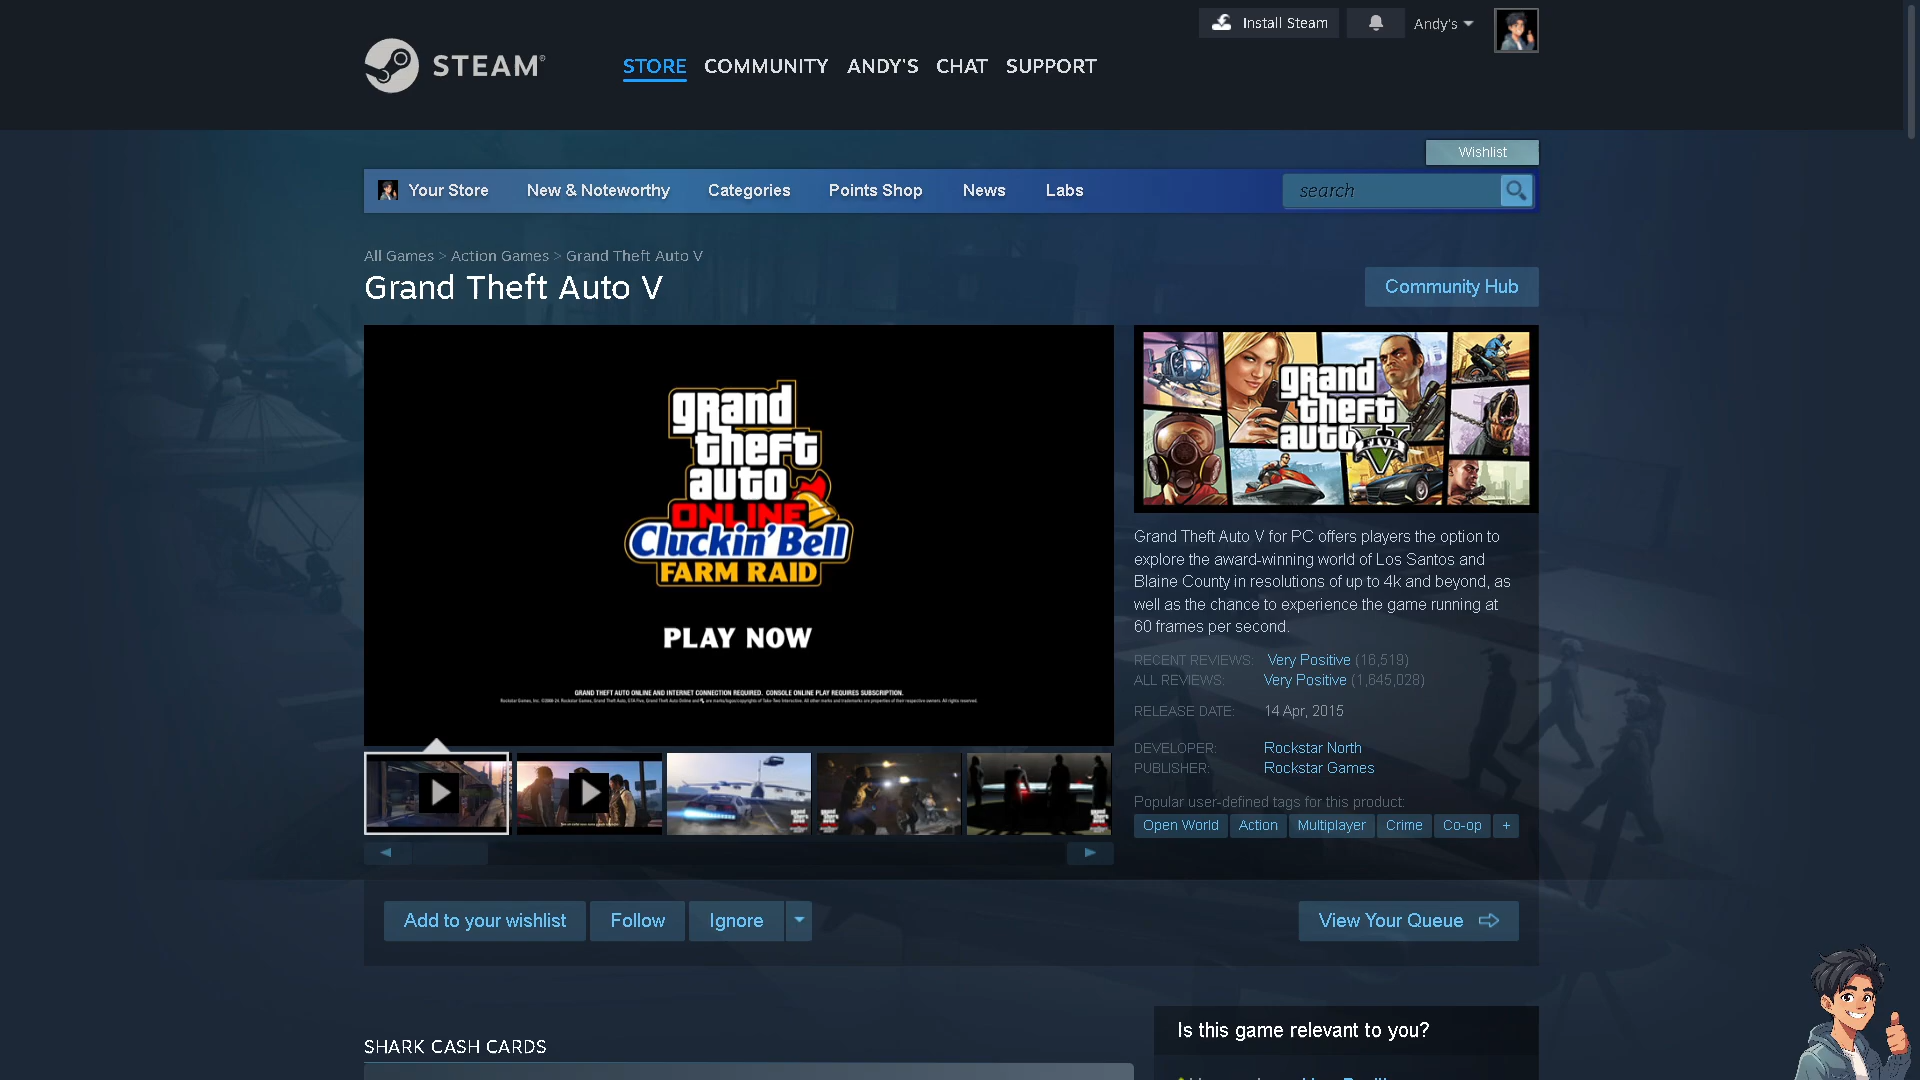 Install Steam
Andy's
STEAM®
STORE COMMUNITY ANDY'S CHAT SUPPORT
Wishlist
Your Store New & Noteworthy Categories Points Shop News Labs
search
All Games > Action Games > Grand Theft Auto V
Grand Theft Auto V
Community Hub
grand
theft
auto
ONLINE
Cluckin' Bell
FARM RAID
PLAY NOW
GRAND THEFT AUTO ONLINE AND INTERNET CONNECTION REQUIRED. CONSOLE ONLINE PLAY REQUIRES SUBSCRIPTION.
grand
theft
auto
FIVE
Grand Theft Auto V for PC offers players the option to
explore the award-winning world of Los Santos and
Blaine County in resolutions of up to 4k and beyond, as
well as the chance to experience the game running at
60 frames per second.
RECENT REVIEWS: Very Positive (16,519)
ALL REVIEWS: Very Positive (1,645,028)
RELEASE DATE: 14 Apr, 2015
DEVELOPER: Rockstar North
PUBLISHER: Rockstar Games
Popular user-defined tags for this product:
Open World Action Multiplayer Crime Co-op +
Add to your wishlist Follow Ignore
View Your Queue
SHARK CASH CARDS
Is this game relevant to you?